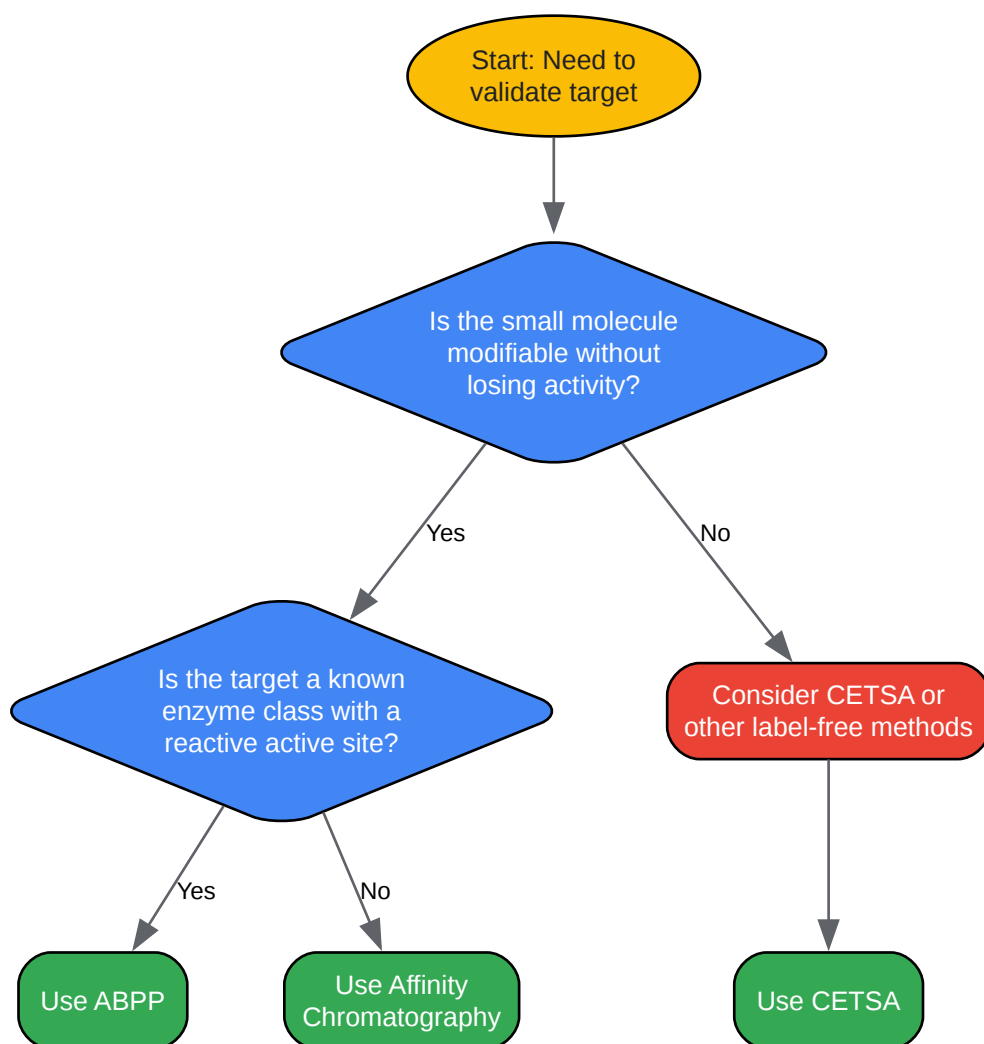 Start: Need to
validate target
Is the small molecule
modifiable without
losing activity?
Yes
No
Is the target a known
enzyme class with a
reactive active site?
Consider CETSA or
other label-free methods
Yes
No
Use ABPP
Use Affinity
Chromatography
Use CETSA